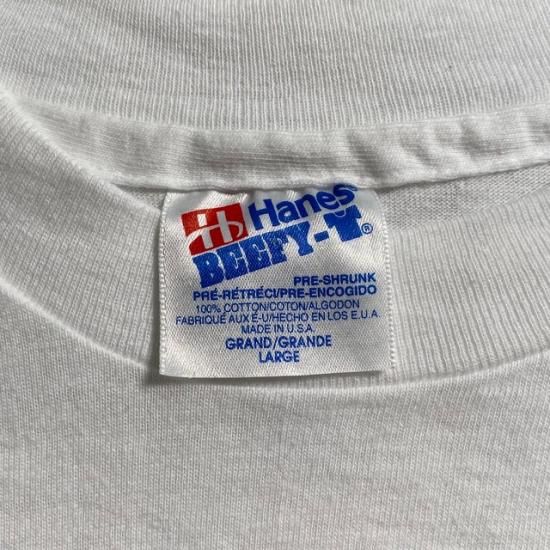 H Hanes
BEEFY-T®
PRE-SHRUNK
PRÉ-RÉTRÉCI/PRE-ENCOGIDO
100% COTTON/COTON/ALGODON
FABRIQUÉ AUX É-U/HECHO EN LOS E.U.A.
MADE IN U.S.A.
GRAND/GRANDE
LARGE